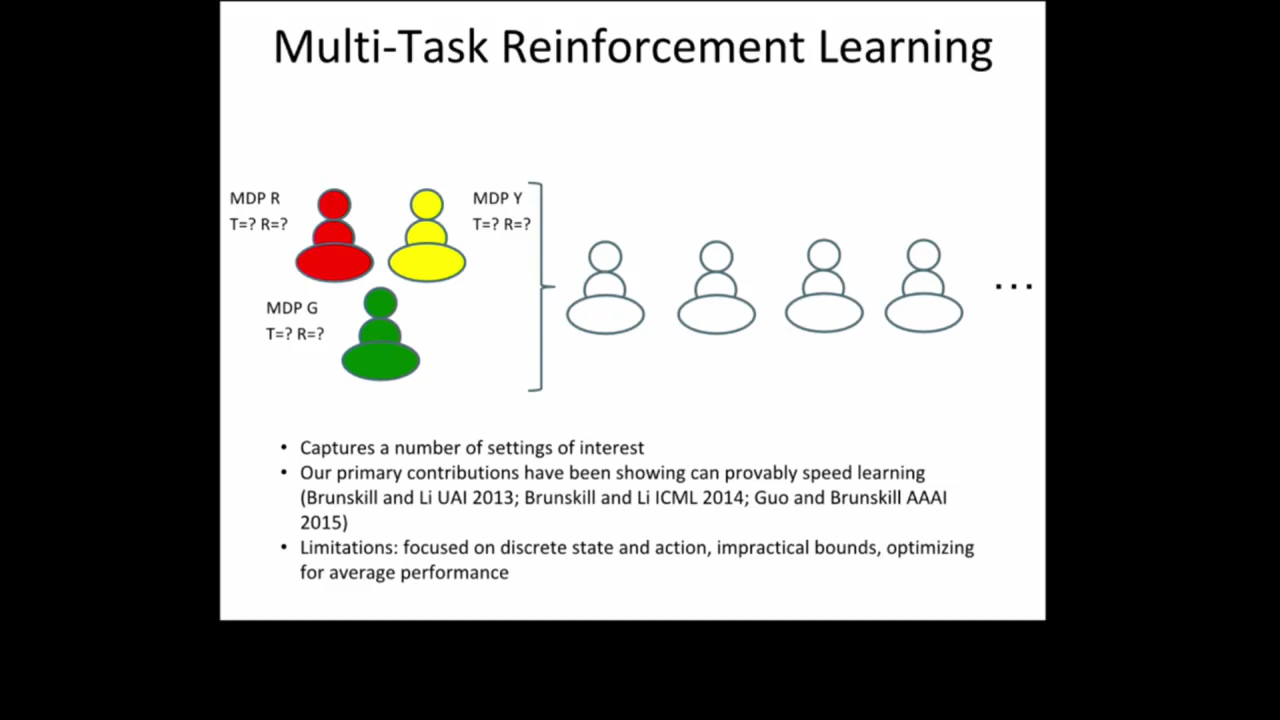 Multi-Task Reinforcement Learning
MDP R
T=? R=?
MDP Y
T=? R=?
MDP G
T=? R=?
...
• Captures a number of settings of interest
• Our primary contributions have been showing can provably speed learning
(Brunskill and Li UAI 2013; Brunskill and Li ICML 2014; Guo and Brunskill AAAI
2015)
• Limitations: focused on discrete state and action, impractical bounds, optimizing
for average performance